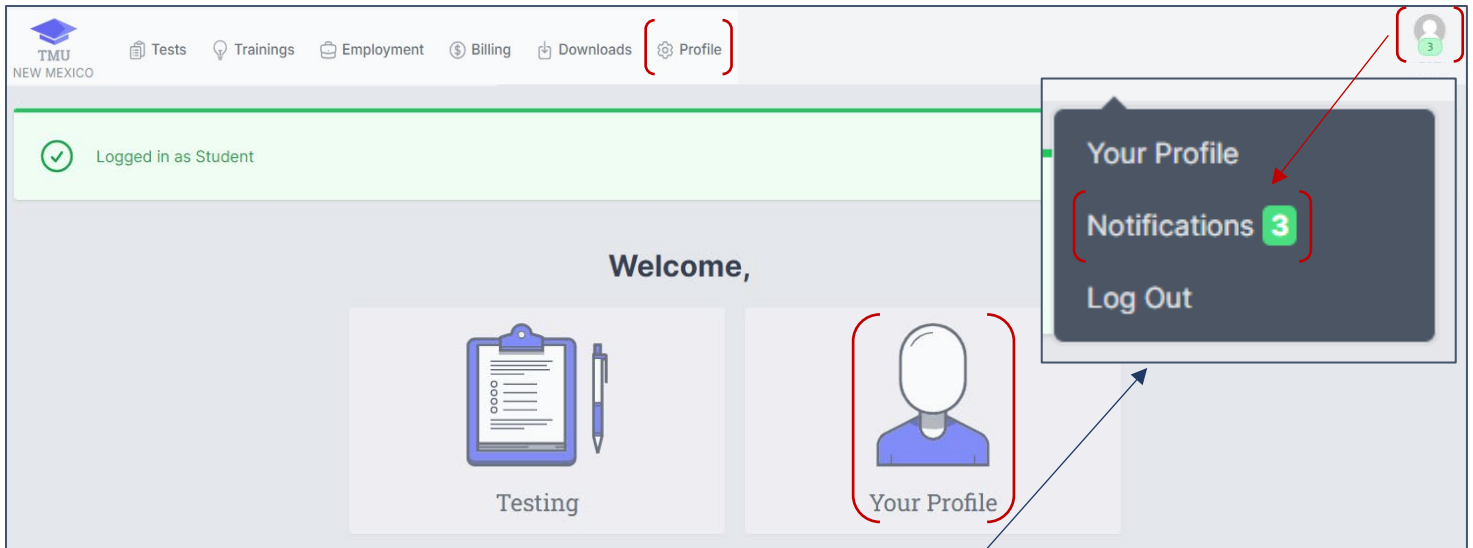 TMU
NEW MEXICO
Tests
Trainings
Employment
Billing
Downloads
Profile
3
Logged in as Student
Your Profile
Notifications 3
Log Out
Welcome,
Testing
Your Profile